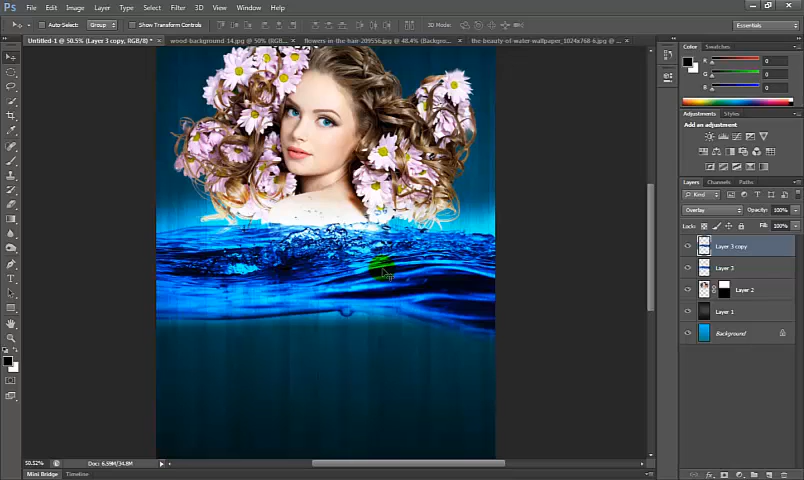 Ps File Edit Image Layer Type Select Filter 3D View Window Help
Auto-Select: Group Show Transform Controls 3D Mode: Essentials
Untitled-1 @ 50.5% (Layer 3 copy, RGB/8) * × wood-background-14.jpg @ 50% (RGB... × flowers-in-the-hair-209556.jpg @ 48.4% (Backgro... × the-beauty-of-water-wallpaper_1024x768-6.jpg @ ... ×
Color Swatches
R 0
G 0
B 0
Adjustments Styles
Add an adjustment
Layers Channels Paths
Kind
Overlay Opacity: 100%
Lock: Fill: 100%
Layer 3 copy
Layer 3
Layer 2
Layer 1
Background
50.52% Doc: 6.59M/34.8M
Mini Bridge Timeline